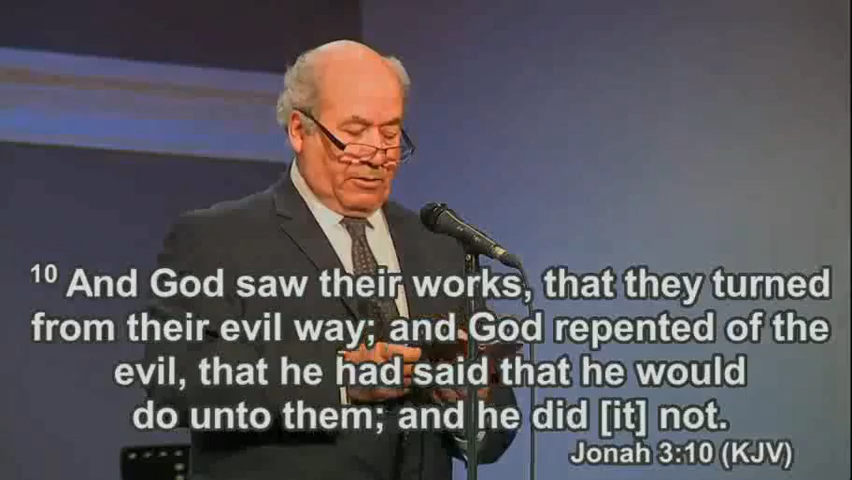 10 And God saw their works, that they turned
from their evil way; and God repented of the
evil, that he had said that he would
do unto them; and he did [it] not.
Jonah 3:10 (KJV)